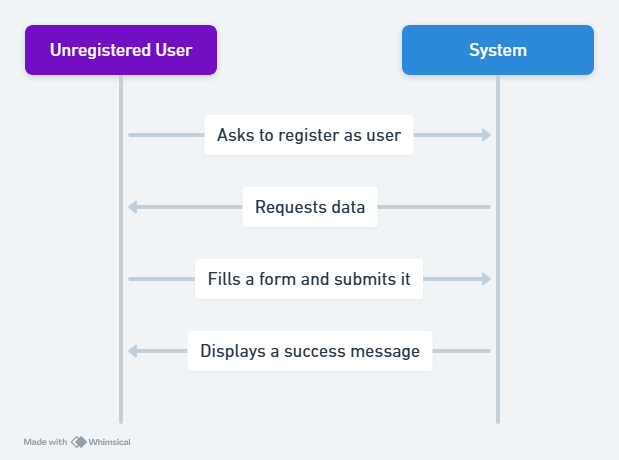 Unregistered User
System
Asks to register as user
Requests data
Fills a form and submits it
Displays a success message
Made with Whimsical